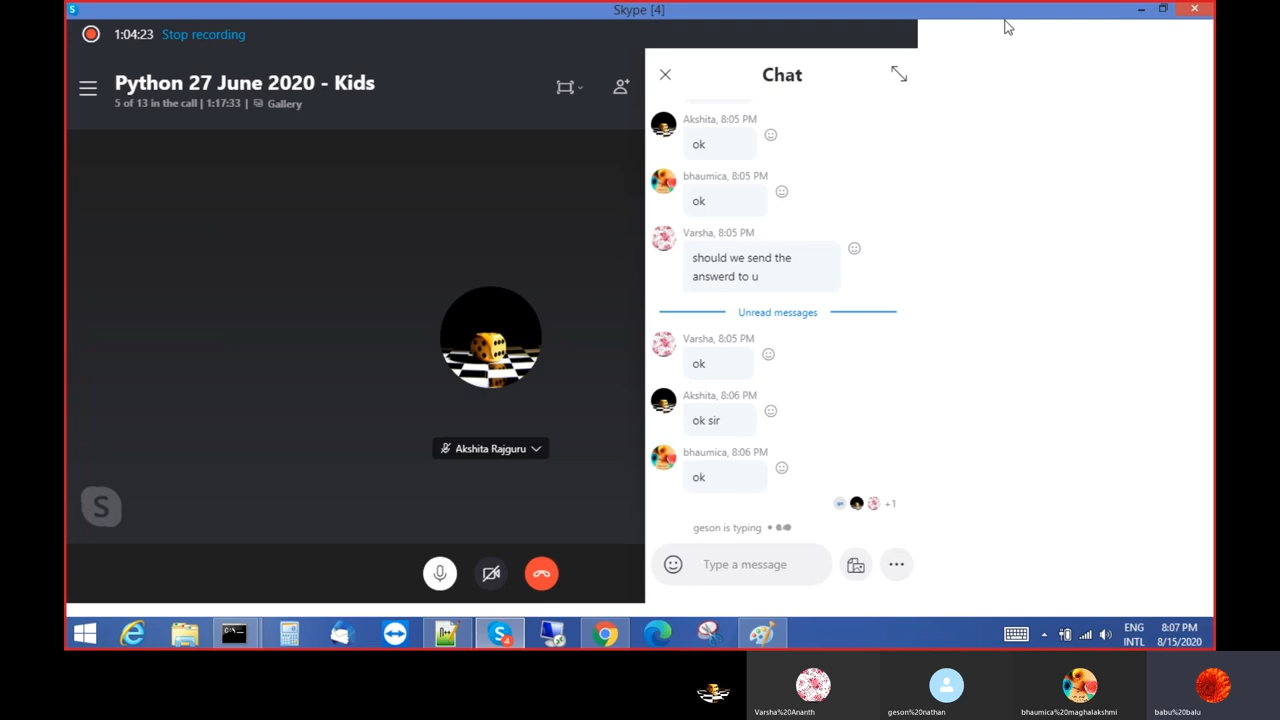 Skype [4]
1:04:23 Stop recording
Python 27 June 2020 - Kids
5 of 13 in the call | 1:17:33 | Gallery
Akshita Rajguru
Chat
Akshita, 8:05 PM
ok
bhaumica, 8:05 PM
ok
Varsha, 8:05 PM
should we send the
answerd to u
Unread messages
Varsha, 8:05 PM
ok
Akshita, 8:06 PM
ok sir
bhaumica, 8:06 PM
ok
+1
geson is typing
Type a message
S
4
ENG
INTL
8:07 PM
8/15/2020
Varsha%20Ananth
geson%20nathan
bhaumica%maghalakshmi
babu%20balu